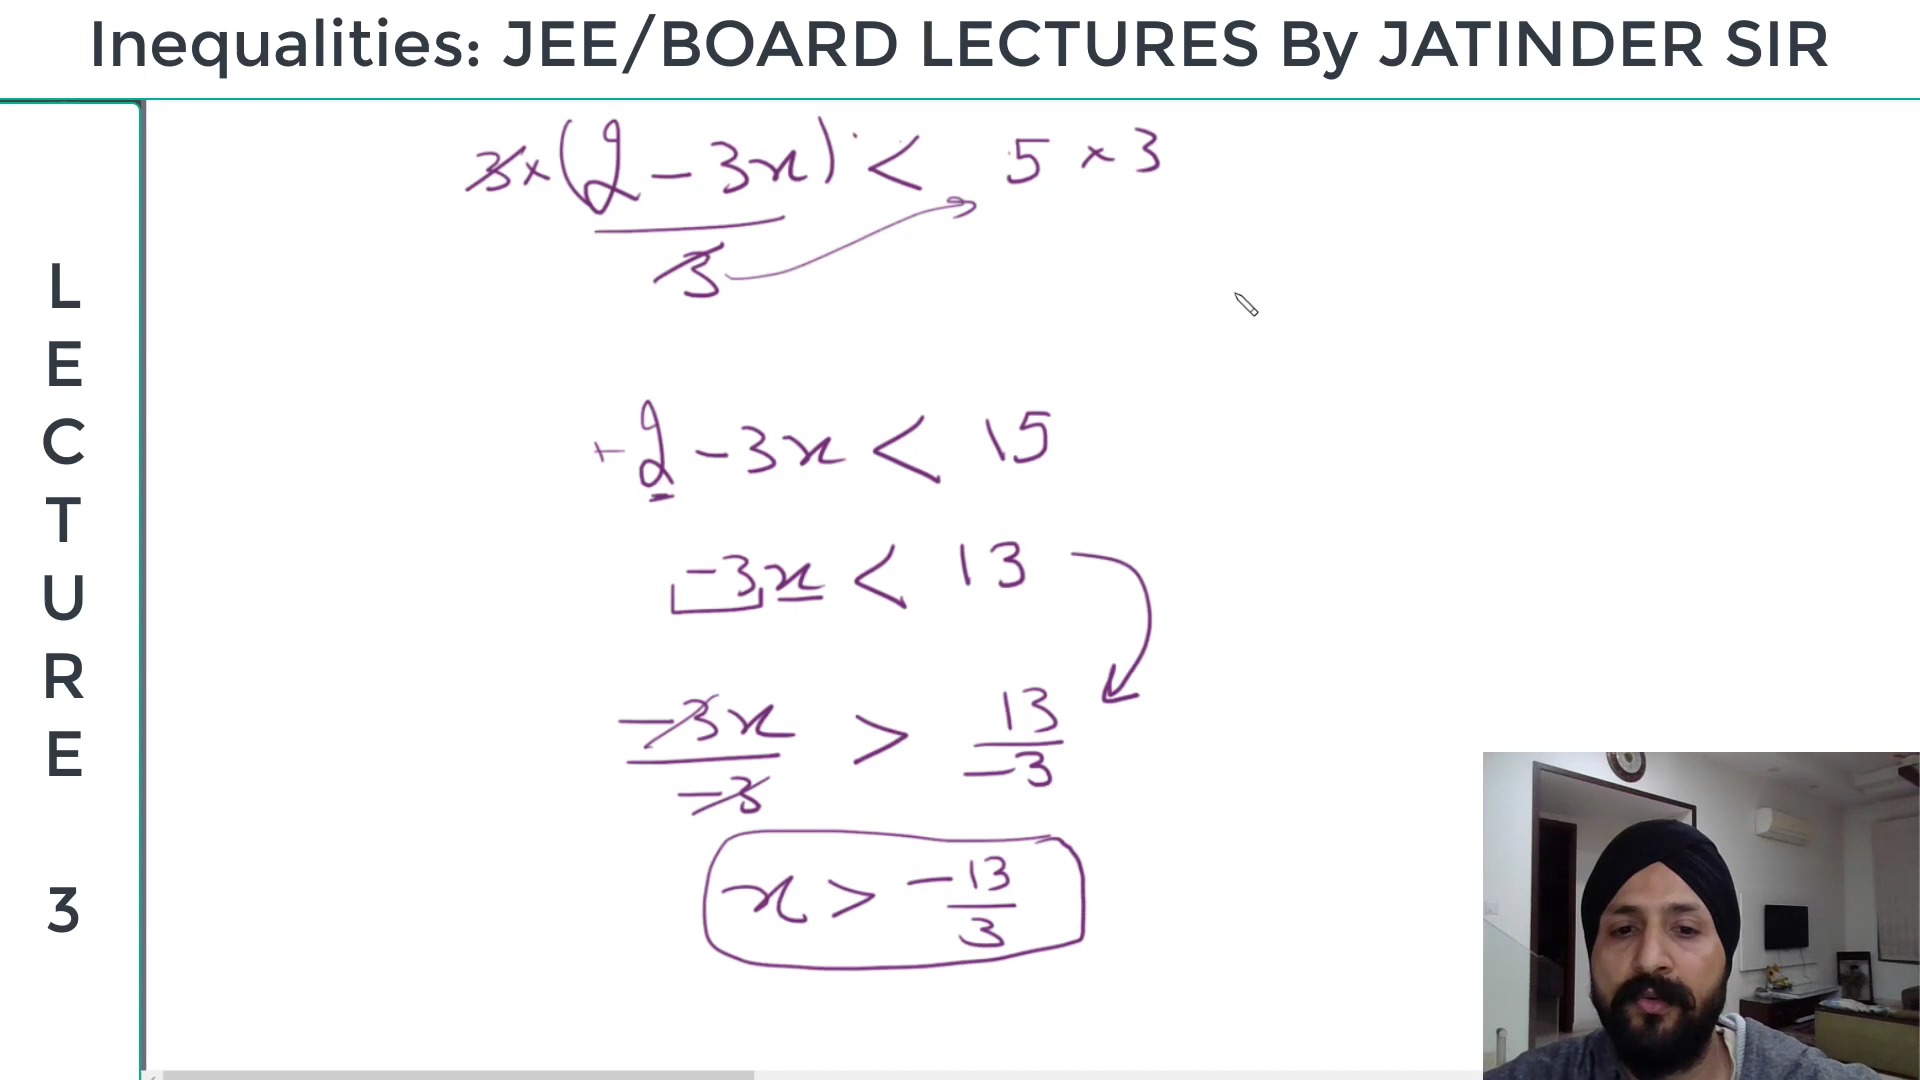 Inequalities: JEE/BOARD LECTURES By JATINDER SIR
LECTURE 3
3×(2 - 3x) < 5 × 3
3
+2 - 3x < 15
-3x < 13
-3x > 13
-3 -3
x > -13
3